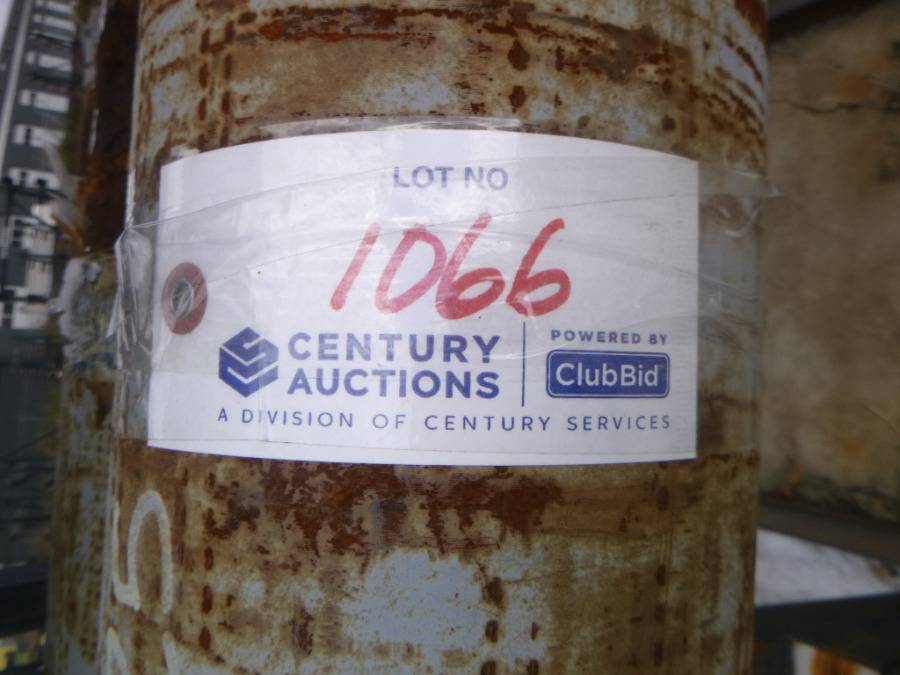 LOT NO
1066
CENTURY
AUCTIONS
POWERED BY
ClubBid
A DIVISION OF CENTURY SERVICES